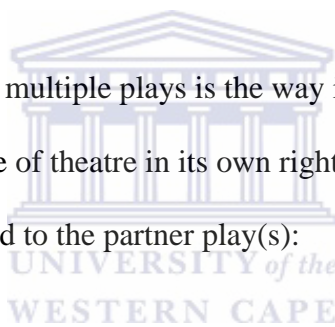 multiple plays is the way
e of theatre in its own right
d to the partner play(s):
UNIVERSITY of the
WESTERN CAPE